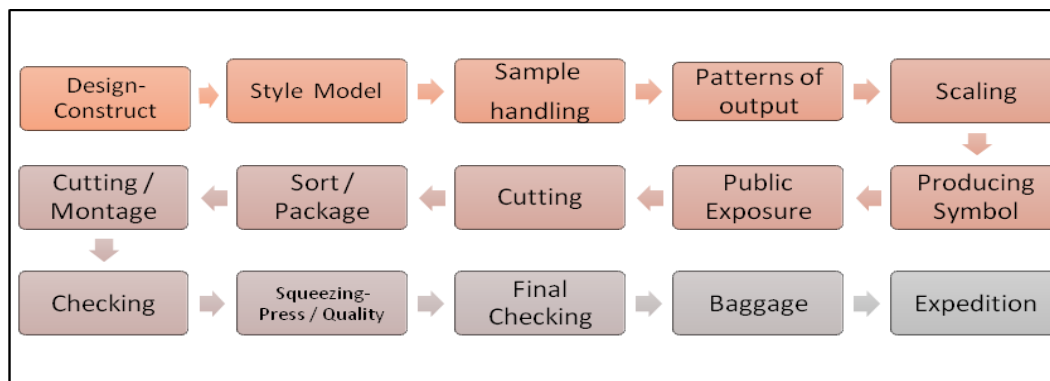 Design-
Construct
Style Model
Sample
handling
Patterns of
output
Scaling
Producing
Symbol
Public
Exposure
Cutting
Sort /
Package
Cutting /
Montage
Checking
Squeezing-
Press / Quality
Final
Checking
Baggage
Expedition